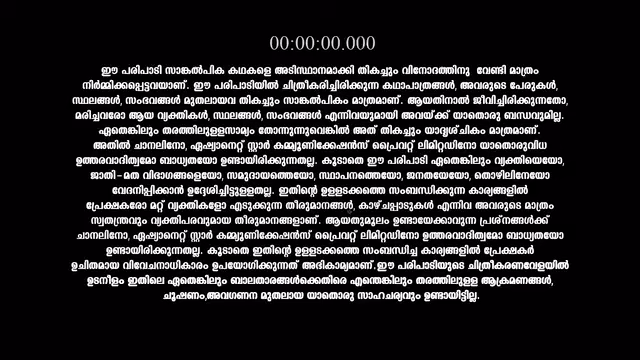 00:00:00.000
ഈ പരിപാടി സാങ്കൽപിക കഥകളെ അടിസ്ഥാനമാക്കി തികച്ചും വിനോദത്തിനു വേണ്ടി മാത്രം
നിർമ്മിക്കപ്പെട്ടവയാണ്. ഈ പരിപാടിയിൽ ചിത്രീകരിച്ചിരിക്കുന്ന കഥാപാത്രങ്ങൾ, അവരുടെ പേരുകൾ,
സ്ഥലങ്ങൾ, സംഭവങ്ങൾ മുതലായവ തികച്ചും സാങ്കൽപികം മാത്രമാണ്. ആയതിനാൽ ജീവിച്ചിരിക്കുന്നതോ,
മരിച്ചവരോ ആയ വ്യക്തികൾ, സ്ഥലങ്ങൾ, സംഭവങ്ങൾ എന്നിവയുമായി അവയ്ക്ക് യാതൊരു ബന്ധവുമില്ല.
ഏതെങ്കിലും തരത്തിലുള്ളസാമ്യം തോന്നുന്നുവെങ്കിൽ അത് തികച്ചും യാദൃശ്ചികം മാത്രമാണ്.
അതിൽ ചാനലിനോ, ഏഷ്യാനെറ്റ് സ്റ്റാർ കമ്മ്യൂണിക്കേഷൻസ് പ്രൈവറ്റ് ലിമിറ്റഡിനോ യാതൊരുവിധ
ഉത്തരവാദിത്വമോ ബാധ്യതയോ ഉണ്ടായിരിക്കുന്നതല്ല. കൂടാതെ ഈ പരിപാടി ഏതെങ്കിലും വ്യക്തിയെയോ,
ജാതി-മത വിഭാഗങ്ങളെയോ, സമുദായത്തെയോ, സ്ഥാപനത്തെയോ, ജനതയേയോ, തൊഴിലിനേയോ
വേദനിപ്പിക്കാൻ ഉദ്ദേശിച്ചിട്ടുള്ളതല്ല. ഇതിന്റെ ഉള്ളടക്കത്തെ സംബന്ധിക്കുന്ന കാര്യങ്ങളിൽ
പ്രേക്ഷകരോ മറ്റ് വ്യക്തികളോ എടുക്കുന്ന തീരുമാനങ്ങൾ, കാഴ്ചപ്പാടുകൾ എന്നിവ അവരുടെ മാത്രം
സ്വതന്ത്രവും വ്യക്തിപരവുമായ തീരുമാനങ്ങളാണ്. ആയതുമൂലം ഉണ്ടായേക്കാവുന്ന പ്രശ്നങ്ങൾക്ക്
ചാനലിനോ, ഏഷ്യാനെറ്റ് സ്റ്റാർ കമ്മ്യൂണിക്കേഷൻസ് പ്രൈവറ്റ് ലിമിറ്റഡിനോ ഉത്തരവാദിത്വമോ ബാധ്യതയോ
ഉണ്ടായിരിക്കുന്നതല്ല. കൂടാതെ ഇതിന്റെ ഉള്ളടക്കത്തെ സംബന്ധിച്ച കാര്യങ്ങളിൽ പ്രേക്ഷകർ
ഉചിതമായ വിവേചനാധികാരം ഉപയോഗിക്കുന്നത് അഭികാമ്യമാണ്.ഈ പരിപാടിയുടെ ചിത്രീകരണവേളയിൽ
ഉടനീളം ഇതിലെ ഏതെങ്കിലും ബാലതാരങ്ങൾക്കെതിരെ എന്തെങ്കിലും തരത്തിലുള്ള ആക്രമണങ്ങൾ,
ചൂഷണം,അവഗണന മുതലായ യാതൊരു സാഹചര്യവും ഉണ്ടായിട്ടില്ല.